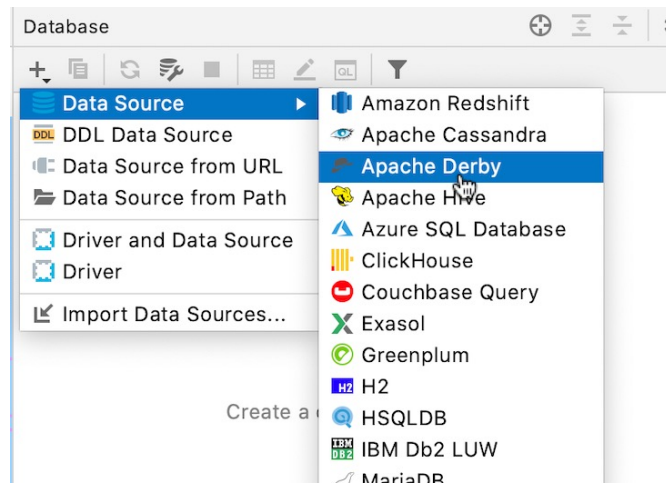 Database
QL
Data Source
DDL DDL Data Source
Data Source from URL
Data Source from Path
Driver and Data Source
Driver
Import Data Sources...
Create a
Amazon Redshift
Apache Cassandra
Apache Derby
Apache Hive
Azure SQL Database
ClickHouse
Couchbase Query
Exasol
Greenplum
H2 H2
HSQLDB
IBM DB2 IBM Db2 LUW
MariaDB